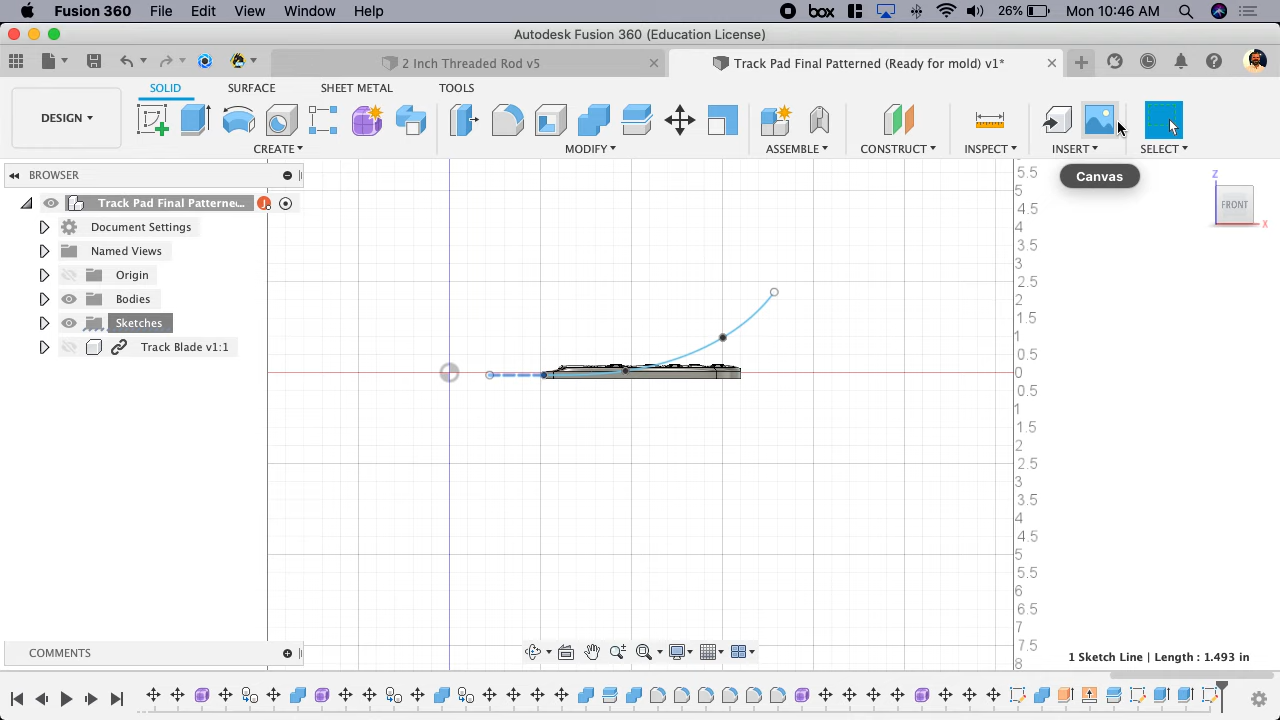 Fusion 360 File Edit View Window Help box 26% Mon 10:46 AM
Autodesk Fusion 360 (Education License)
2 Inch Threaded Rod v5 Track Pad Final Patterned (Ready for mold) v1*
SOLID SURFACE SHEET METAL TOOLS
DESIGN
CREATE MODIFY ASSEMBLE CONSTRUCT INSPECT INSERT SELECT
BROWSER
Canvas
Track Pad Final Patterne...
Document Settings
Named Views
Origin
Bodies
Sketches
Track Blade v1:1
Z
FRONT
X
5.5
5
4.5
4
3.5
3
2.5
2
1.5
1
0.5
0
0.5
1
1.5
2
2.5
3
3.5
4
4.5
5
5.5
6
6.5
7
7.5
8
COMMENTS
1 Sketch Line | Length : 1.493 in